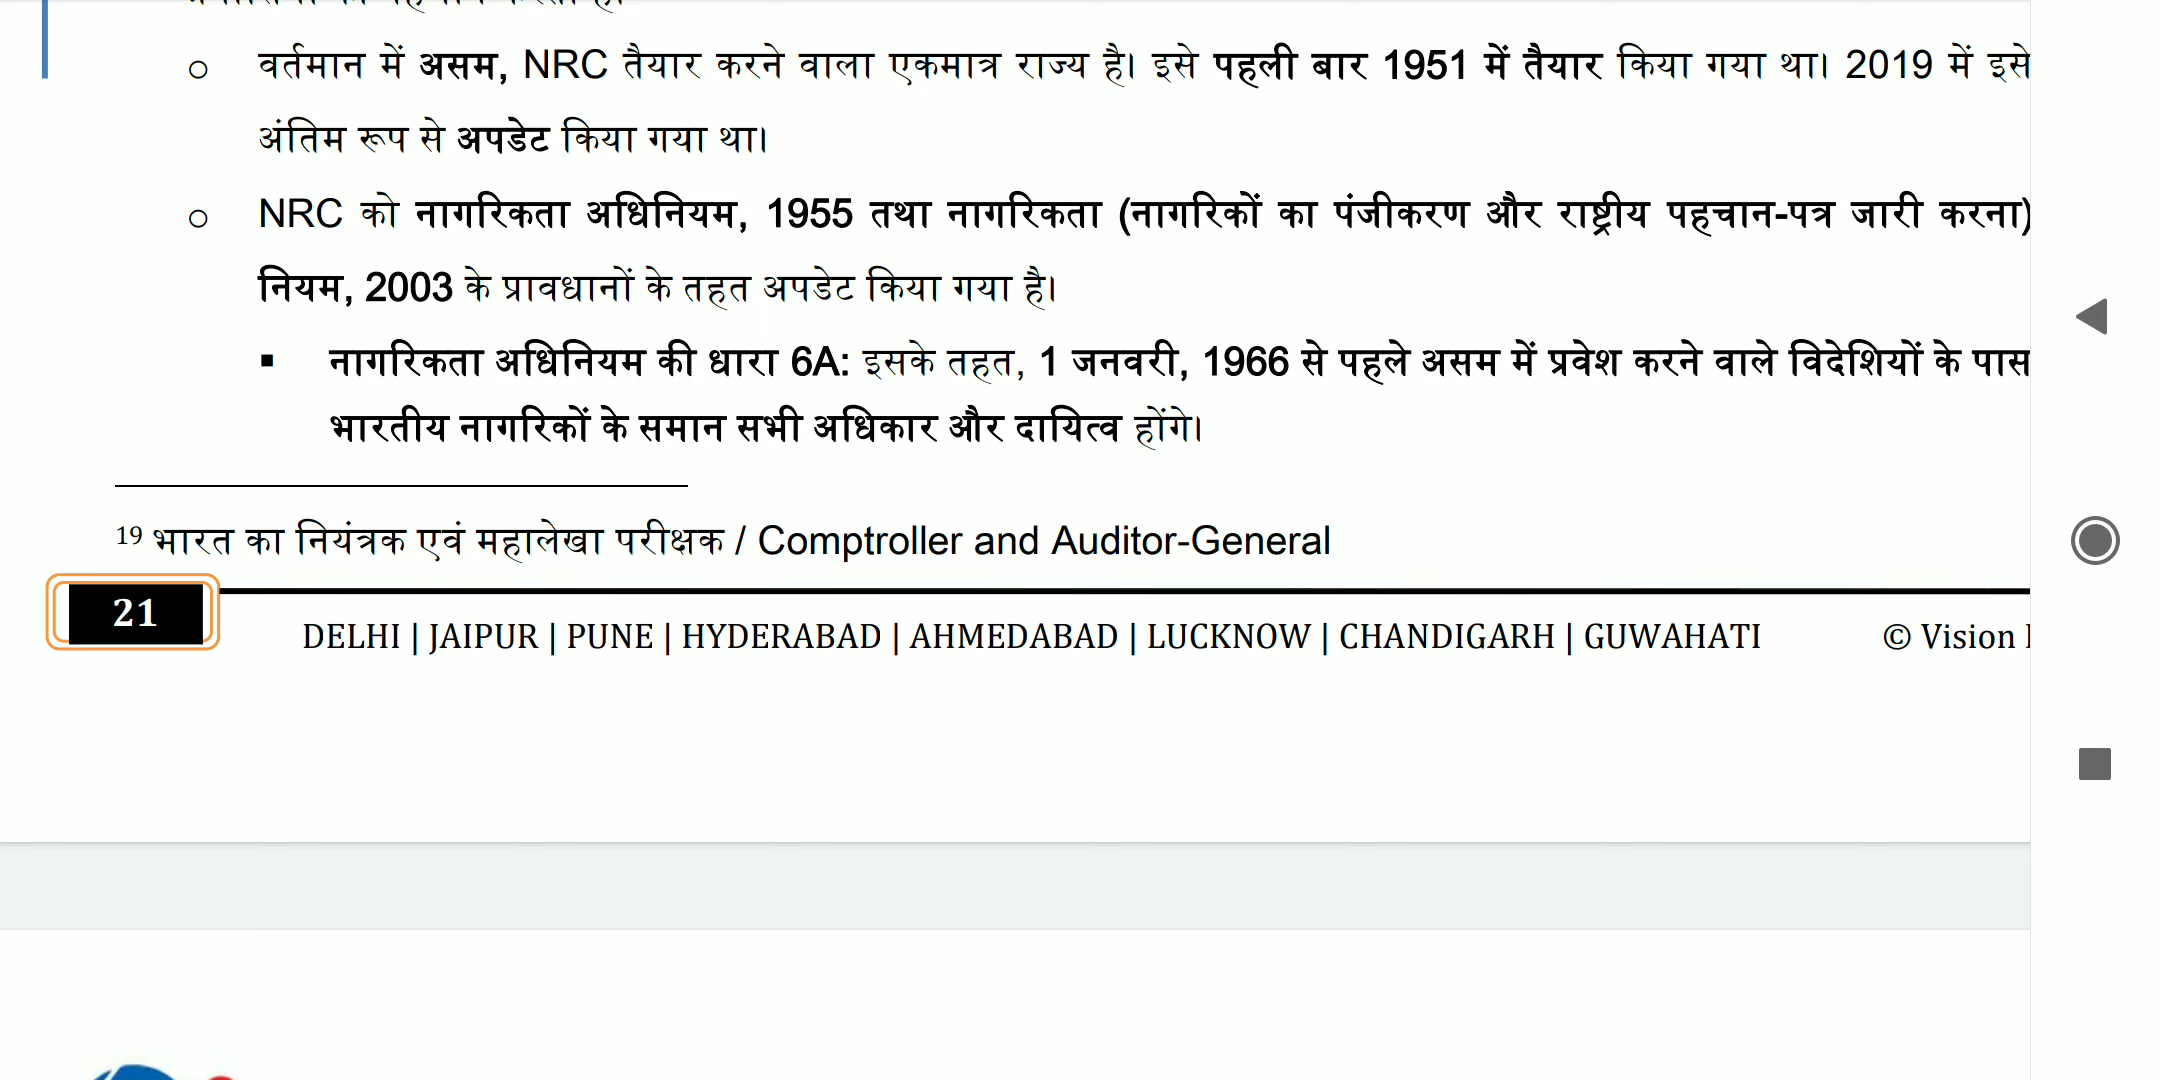 o वर्तमान में असम, NRC तैयार करने वाला एकमात्र राज्य है। इसे पहली बार 1951 में तैयार किया गया था। 2019 में इसे
अंतिम रूप से अपडेट किया गया था।
o NRC को नागरिकता अधिनियम, 1955 तथा नागरिकता (नागरिकों का पंजीकरण और राष्ट्रीय पहचान-पत्र जारी करना)
नियम, 2003 के प्रावधानों के तहत अपडेट किया गया है।
▪ नागरिकता अधिनियम की धारा 6A: इसके तहत, 1 जनवरी, 1966 से पहले असम में प्रवेश करने वाले विदेशियों के पास
भारतीय नागरिकों के समान सभी अधिकार और दायित्व होंगे।
19 भारत का नियंत्रक एवं महालेखा परीक्षक / Comptroller and Auditor-General
21
DELHI | JAIPUR | PUNE | HYDERABAD | AHMEDABAD | LUCKNOW | CHANDIGARH | GUWAHATI © Vision